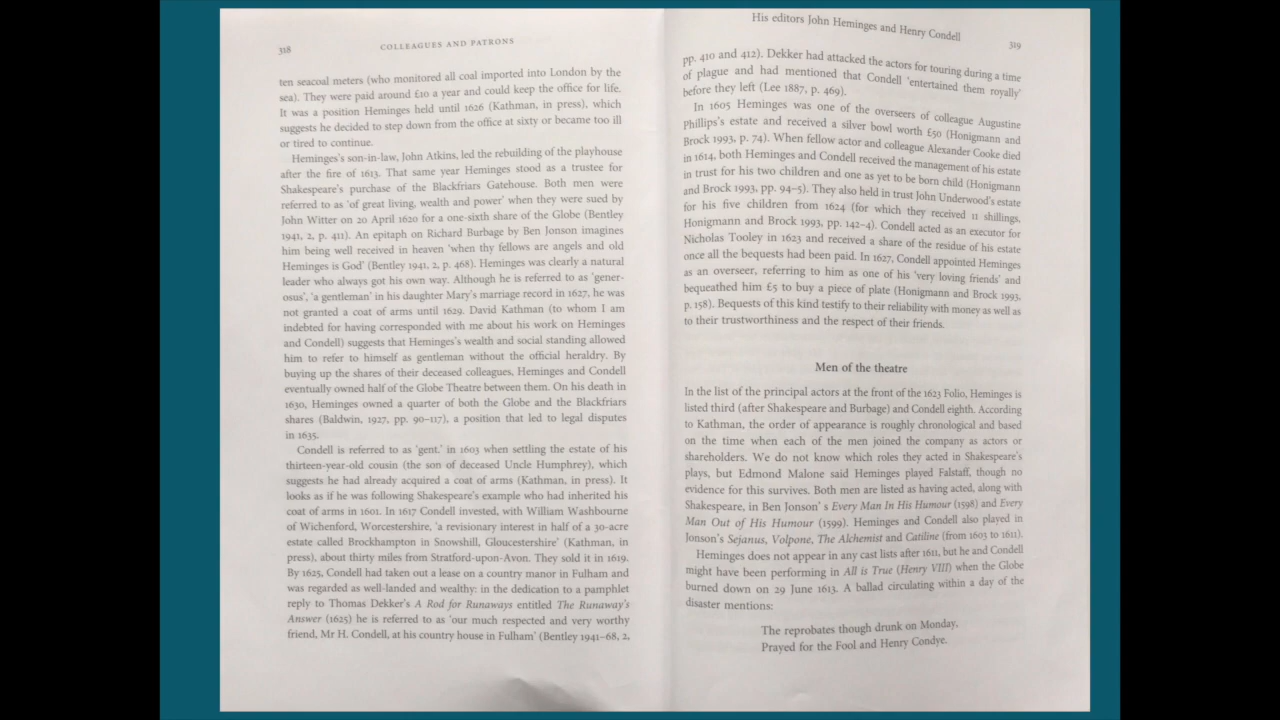 318
COLLEAGUES AND PATRONS
ten seacoal meters (who monitored all coal imported into London by the
sea). They were paid around £10 a year and could keep the office for life.
It was a position Heminges held until 1626 (Kathman, in press), which
suggests he decided to step down from the office at sixty or became too ill
or tired to continue.
Heminges's son-in-law, John Atkins, led the rebuilding of the playhouse
after the fire of 1613. That same year Heminges stood as a trustee for
Shakespeare's purchase of the Blackfriars Gatehouse. Both men were
referred to as 'of great living, wealth and power' when they were sued by
John Witter on 20 April 1620 for a one-sixth share of the Globe (Bentley
1941, 2, p. 411). An epitaph on Richard Burbage by Ben Jonson imagines
him being well received in heaven 'when thy fellows are angels and old
Heminges is God' (Bentley 1941, 2, p. 468). Heminges was clearly a natural
leader who always got his own way. Although he is referred to as 'gener-
osus', 'a gentleman' in his daughter Mary's marriage record in 1627, he was
not granted a coat of arms until 1629. David Kathman (to whom I am
indebted for having corresponded with me about his work on Heminges
and Condell) suggests that Heminges's wealth and social standing allowed
him to refer to himself as gentleman without the official heraldry. By
buying up the shares of their deceased colleagues, Heminges and Condell
eventually owned half of the Globe Theatre between them. On his death in
1630, Heminges owned a quarter of both the Globe and the Blackfriars
shares (Baldwin, 1927, pp. 90–117), a position that led to legal disputes
in 1635.
Condell is referred to as 'gent.' in 1603 when settling the estate of his
thirteen-year-old cousin (the son of deceased Uncle Humphrey), which
suggests he had already acquired a coat of arms (Kathman, in press). It
looks as if he was following Shakespeare's example who had inherited his
coat of arms in 1601. In 1617 Condell invested, with William Washbourne
of Wichenford, Worcestershire, 'a revisionary interest in half of a 30-acre
estate called Brockhampton in Snowshill, Gloucestershire' (Kathman, in
press), about thirty miles from Stratford-upon-Avon. They sold it in 1619.
By 1625, Condell had taken out a lease on a country manor in Fulham and
was regarded as well-landed and wealthy: in the dedication to a pamphlet
reply to Thomas Dekker's A Rod for Runaways entitled The Runaway's
Answer (1625) he is referred to as 'our much respected and very worthy
friend, Mr H. Condell, at his country house in Fulham' (Bentley 1941–68, 2,
His editors John Heminges and Henry Condell
319
pp. 410 and 412). Dekker had attacked the actors for touring during a time
of plague and had mentioned that Condell 'entertained them royally'
before they left (Lee 1887, p. 469).
In 1605 Heminges was one of the overseers of colleague Augustine
Phillips's estate and received a silver bowl worth £50 (Honigmann and
Brock 1993, p. 74). When fellow actor and colleague Alexander Cooke died
in 1614, both Heminges and Condell received the management of his estate
in trust for his two children and one as yet to be born child (Honigmann
and Brock 1993, pp. 94–5). They also held in trust John Underwood's estate
for his five children from 1624 (for which they received 11 shillings,
Honigmann and Brock 1993, pp. 142–4). Condell acted as an executor for
Nicholas Tooley in 1623 and received a share of the residue of his estate
once all the bequests had been paid. In 1627, Condell appointed Heminges
as an overseer, referring to him as one of his 'very loving friends' and
bequeathed him £5 to buy a piece of plate (Honigmann and Brock 1993,
p. 158). Bequests of this kind testify to their reliability with money as well as
to their trustworthiness and the respect of their friends.
Men of the theatre
In the list of the principal actors at the front of the 1623 Folio, Heminges is
listed third (after Shakespeare and Burbage) and Condell eighth. According
to Kathman, the order of appearance is roughly chronological and based
on the time when each of the men joined the company as actors or
shareholders. We do not know which roles they acted in Shakespeare's
plays, but Edmond Malone said Heminges played Falstaff, though no
evidence for this survives. Both men are listed as having acted, along with
Shakespeare, in Ben Jonson' s Every Man In His Humour (1598) and Every
Man Out of His Humour (1599). Heminges and Condell also played in
Jonson's Sejanus, Volpone, The Alchemist and Catiline (from 1603 to 1611).
Heminges does not appear in any cast lists after 1611, but he and Condell
might have been performing in All is True (Henry VIII) when the Globe
burned down on 29 June 1613. A ballad circulating within a day of the
disaster mentions:
The reprobates though drunk on Monday,
Prayed for the Fool and Henry Condye.